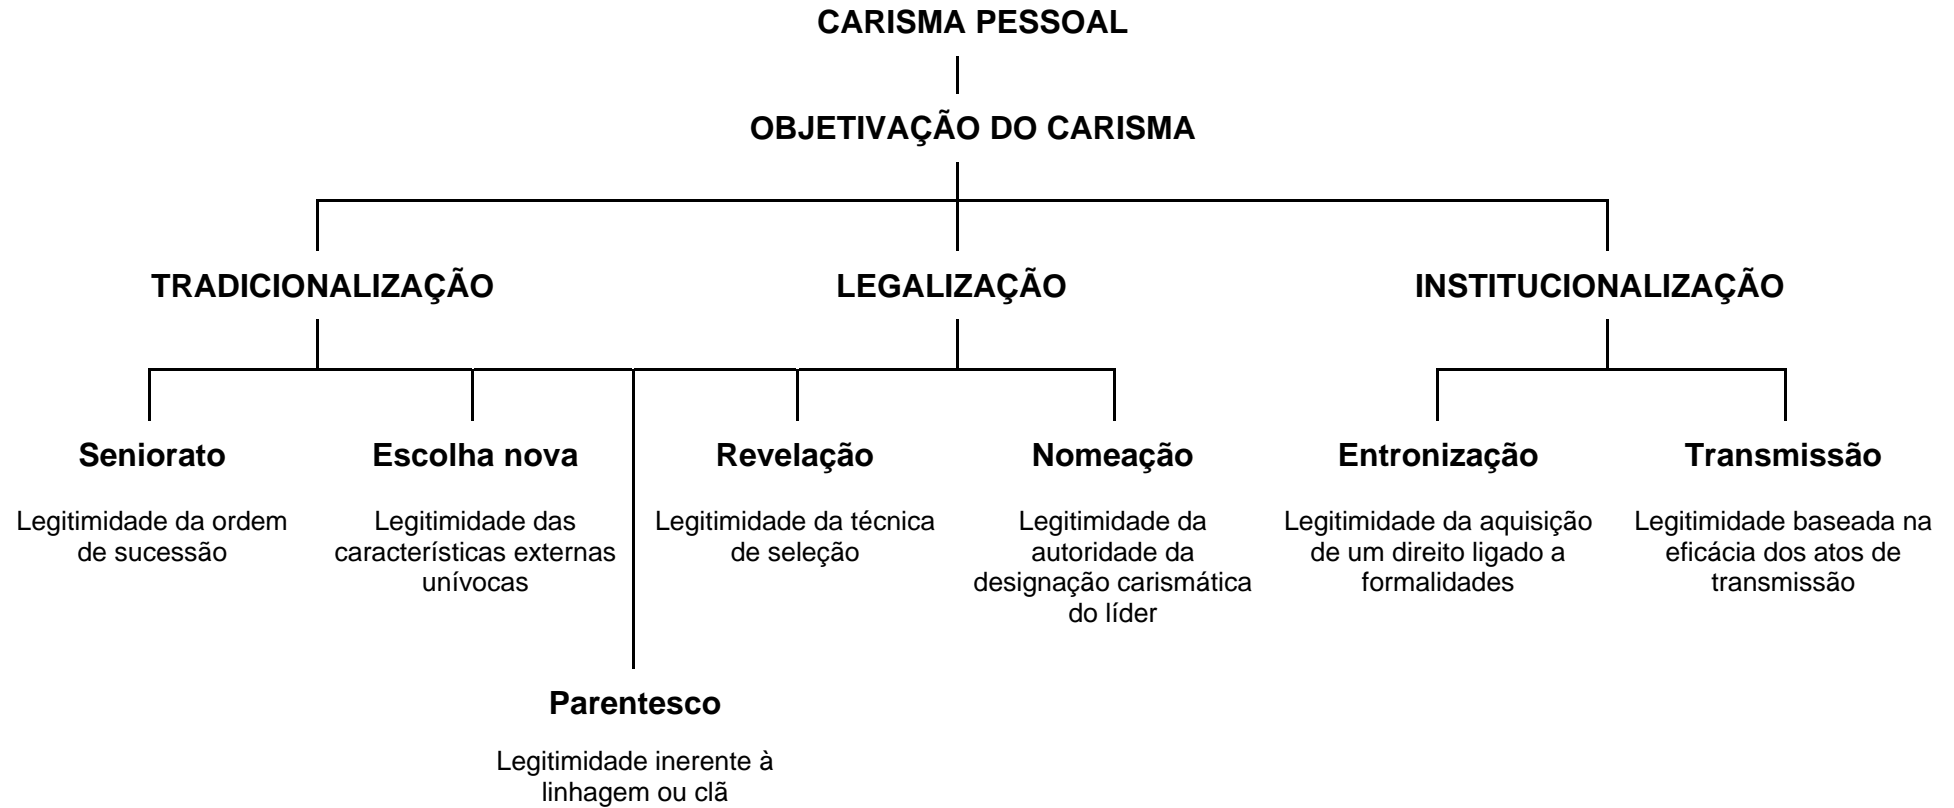 CARISMA PESSOAL
OBJETIVAÇÃO DO CARISMA
TRADICIONALIZAÇÃO
LEGALIZAÇÃO
INSTITUCIONALIZAÇÃO
Seniorato
Legitimidade da ordem
de sucessão
Escolha nova
Legitimidade das
características externas
unívocas
Revelação
Legitimidade da técnica
de seleção
Nomeação
Legitimidade da
autoridade da
designação carismática
do líder
Entronização
Legitimidade da aquisição
de um direito ligado a
formalidades
Transmissão
Legitimidade baseada na
eficácia dos atos de
transmissão
Parentesco
Legitimidade inerente à
linhagem ou clã